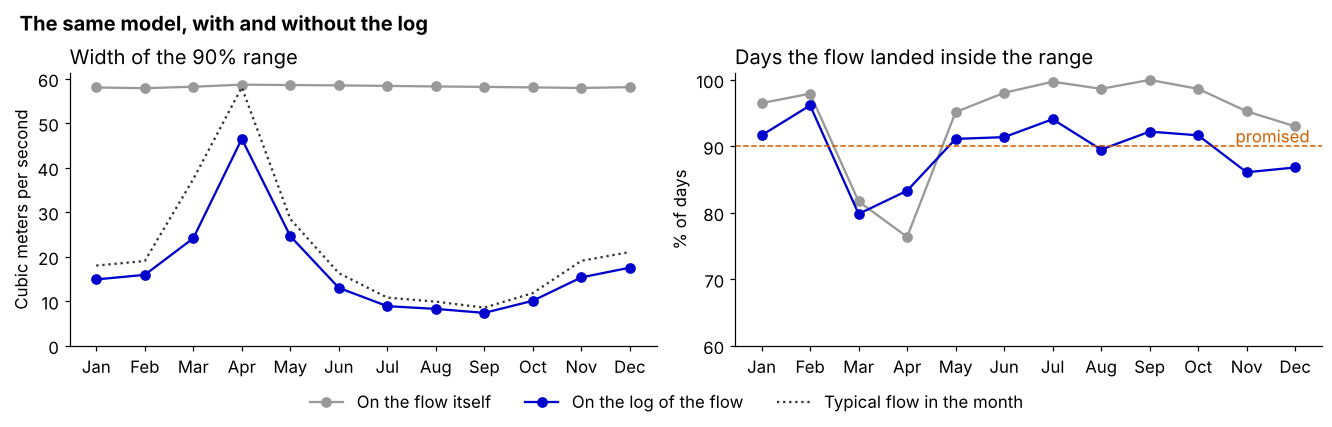 The same model, with and without the log
Width of the 90% range
Cubic meters per second
60
50
40
30
20
10
0
Jan Feb Mar Apr May Jun Jul Aug Sep Oct Nov Dec
Days the flow landed inside the range
% of days
100
90
80
70
60
promised
Jan Feb Mar Apr May Jun Jul Aug Sep Oct Nov Dec
On the flow itself On the log of the flow Typical flow in the month